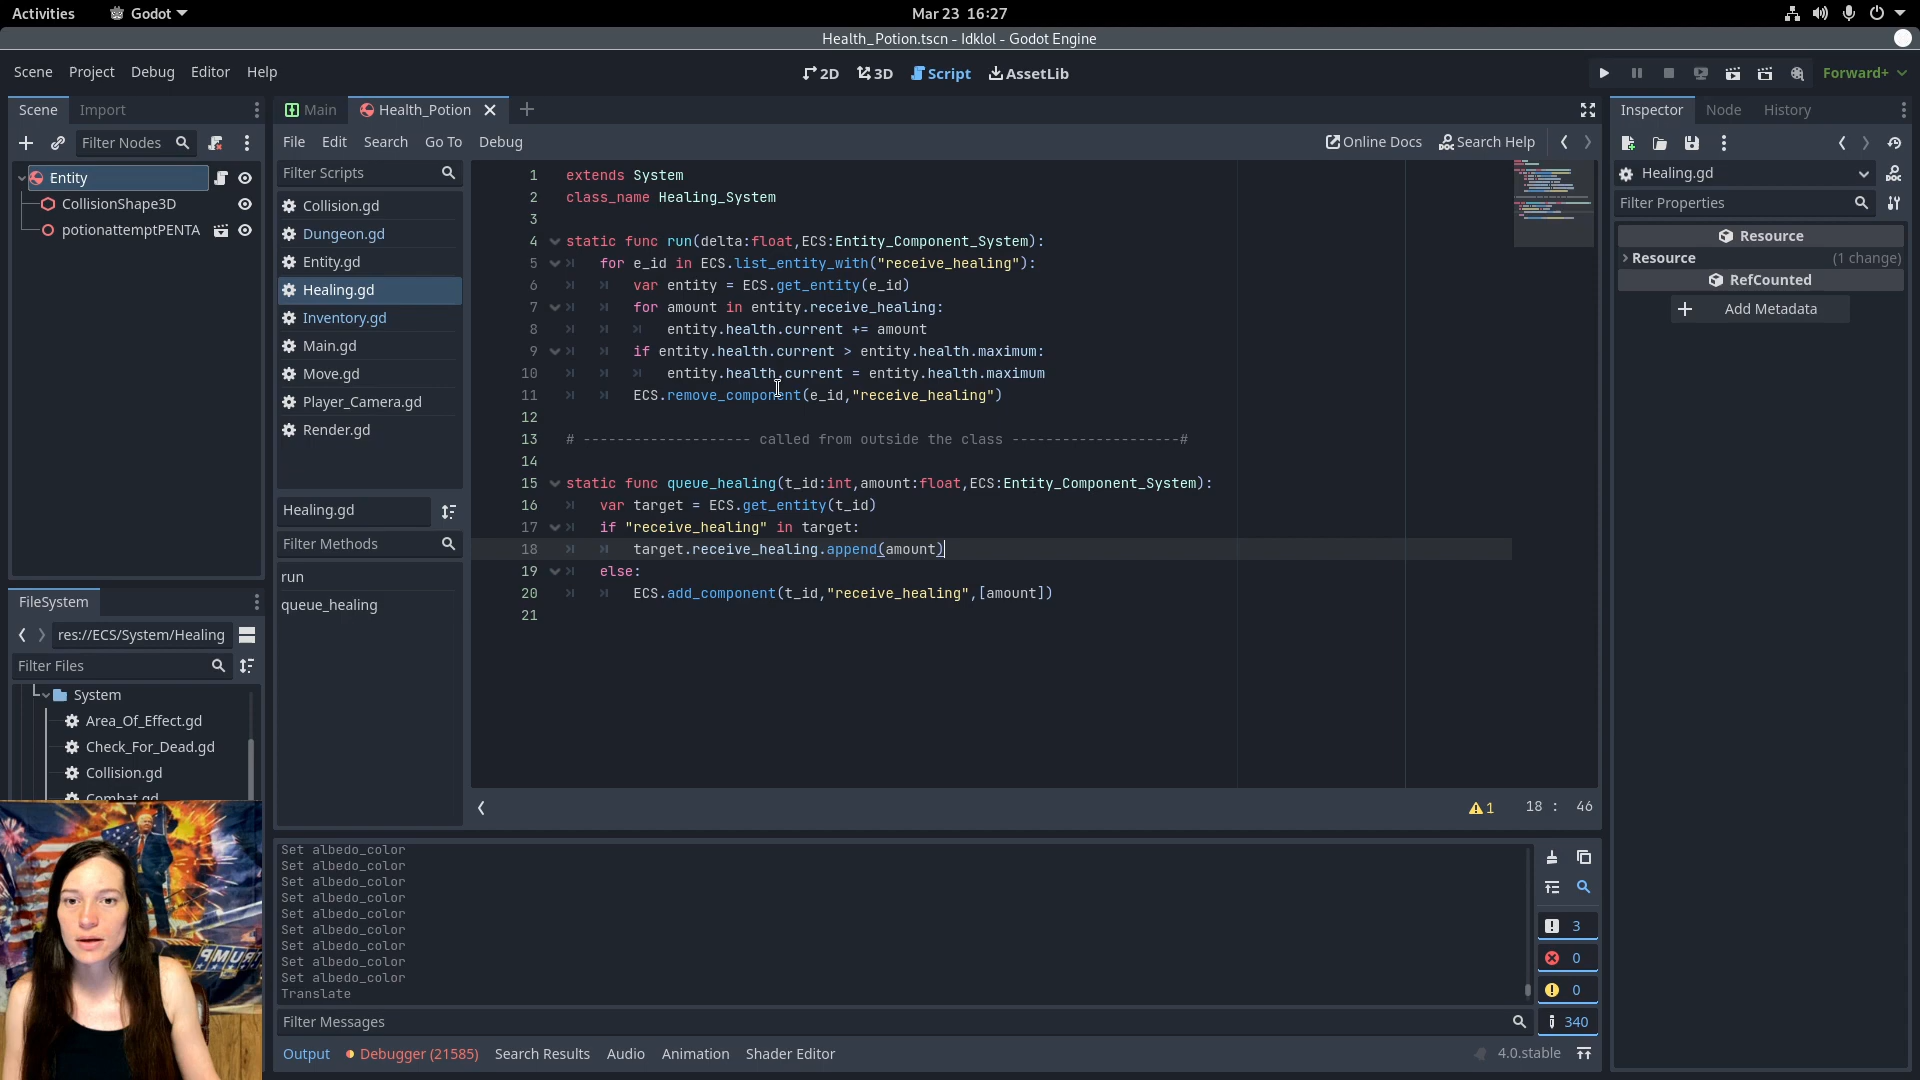 Activities
Godot
Mar 23 16:27
Health_Potion.tscn - Idklol - Godot Engine
Scene Project Debug Editor Help
2D 3D Script AssetLib
Forward+
Scene Import
Main Health_Potion
Inspector Node History
Filter Nodes
File Edit Search Go To Debug
Online Docs Search Help
Entity
CollisionShape3D
potionattemptPENTA
Filter Scripts
Collision.gd
Dungeon.gd
Entity.gd
Healing.gd
Inventory.gd
Main.gd
Move.gd
Player_Camera.gd
Render.gd
Healing.gd
Filter Methods
run
queue_healing
1 extends System
2 class_name Healing_System
3
4 static func run(delta:float,ECS:Entity_Component_System):
5 for e_id in ECS.list_entity_with("receive_healing"):
6 var entity = ECS.get_entity(e_id)
7 for amount in entity.receive_healing:
8 entity.health.current += amount
9 if entity.health.current > entity.health.maximum:
10 entity.health.current = entity.health.maximum
11 ECS.remove_component(e_id,"receive_healing")
12
13 # -------------------- called from outside the class --------------------#
14
15 static func queue_healing(t_id:int,amount:float,ECS:Entity_Component_System):
16 var target = ECS.get_entity(t_id)
17 if "receive_healing" in target:
18 target.receive_healing.append(amount)
19 else:
20 ECS.add_component(t_id,"receive_healing",[amount])
21
1 18 : 46
Healing.gd
Filter Properties
Resource
Resource (1 change)
RefCounted
Add Metadata
FileSystem
res://ECS/System/Healing
Filter Files
System
Area_Of_Effect.gd
Check_For_Dead.gd
Collision.gd
Combat.gd
TRUMP
Set albedo_color
Set albedo_color
Set albedo_color
Set albedo_color
Set albedo_color
Set albedo_color
Set albedo_color
Set albedo_color
Set albedo_color
Translate
3
0
0
340
Filter Messages
Output Debugger (21585) Search Results Audio Animation Shader Editor
4.0.stable